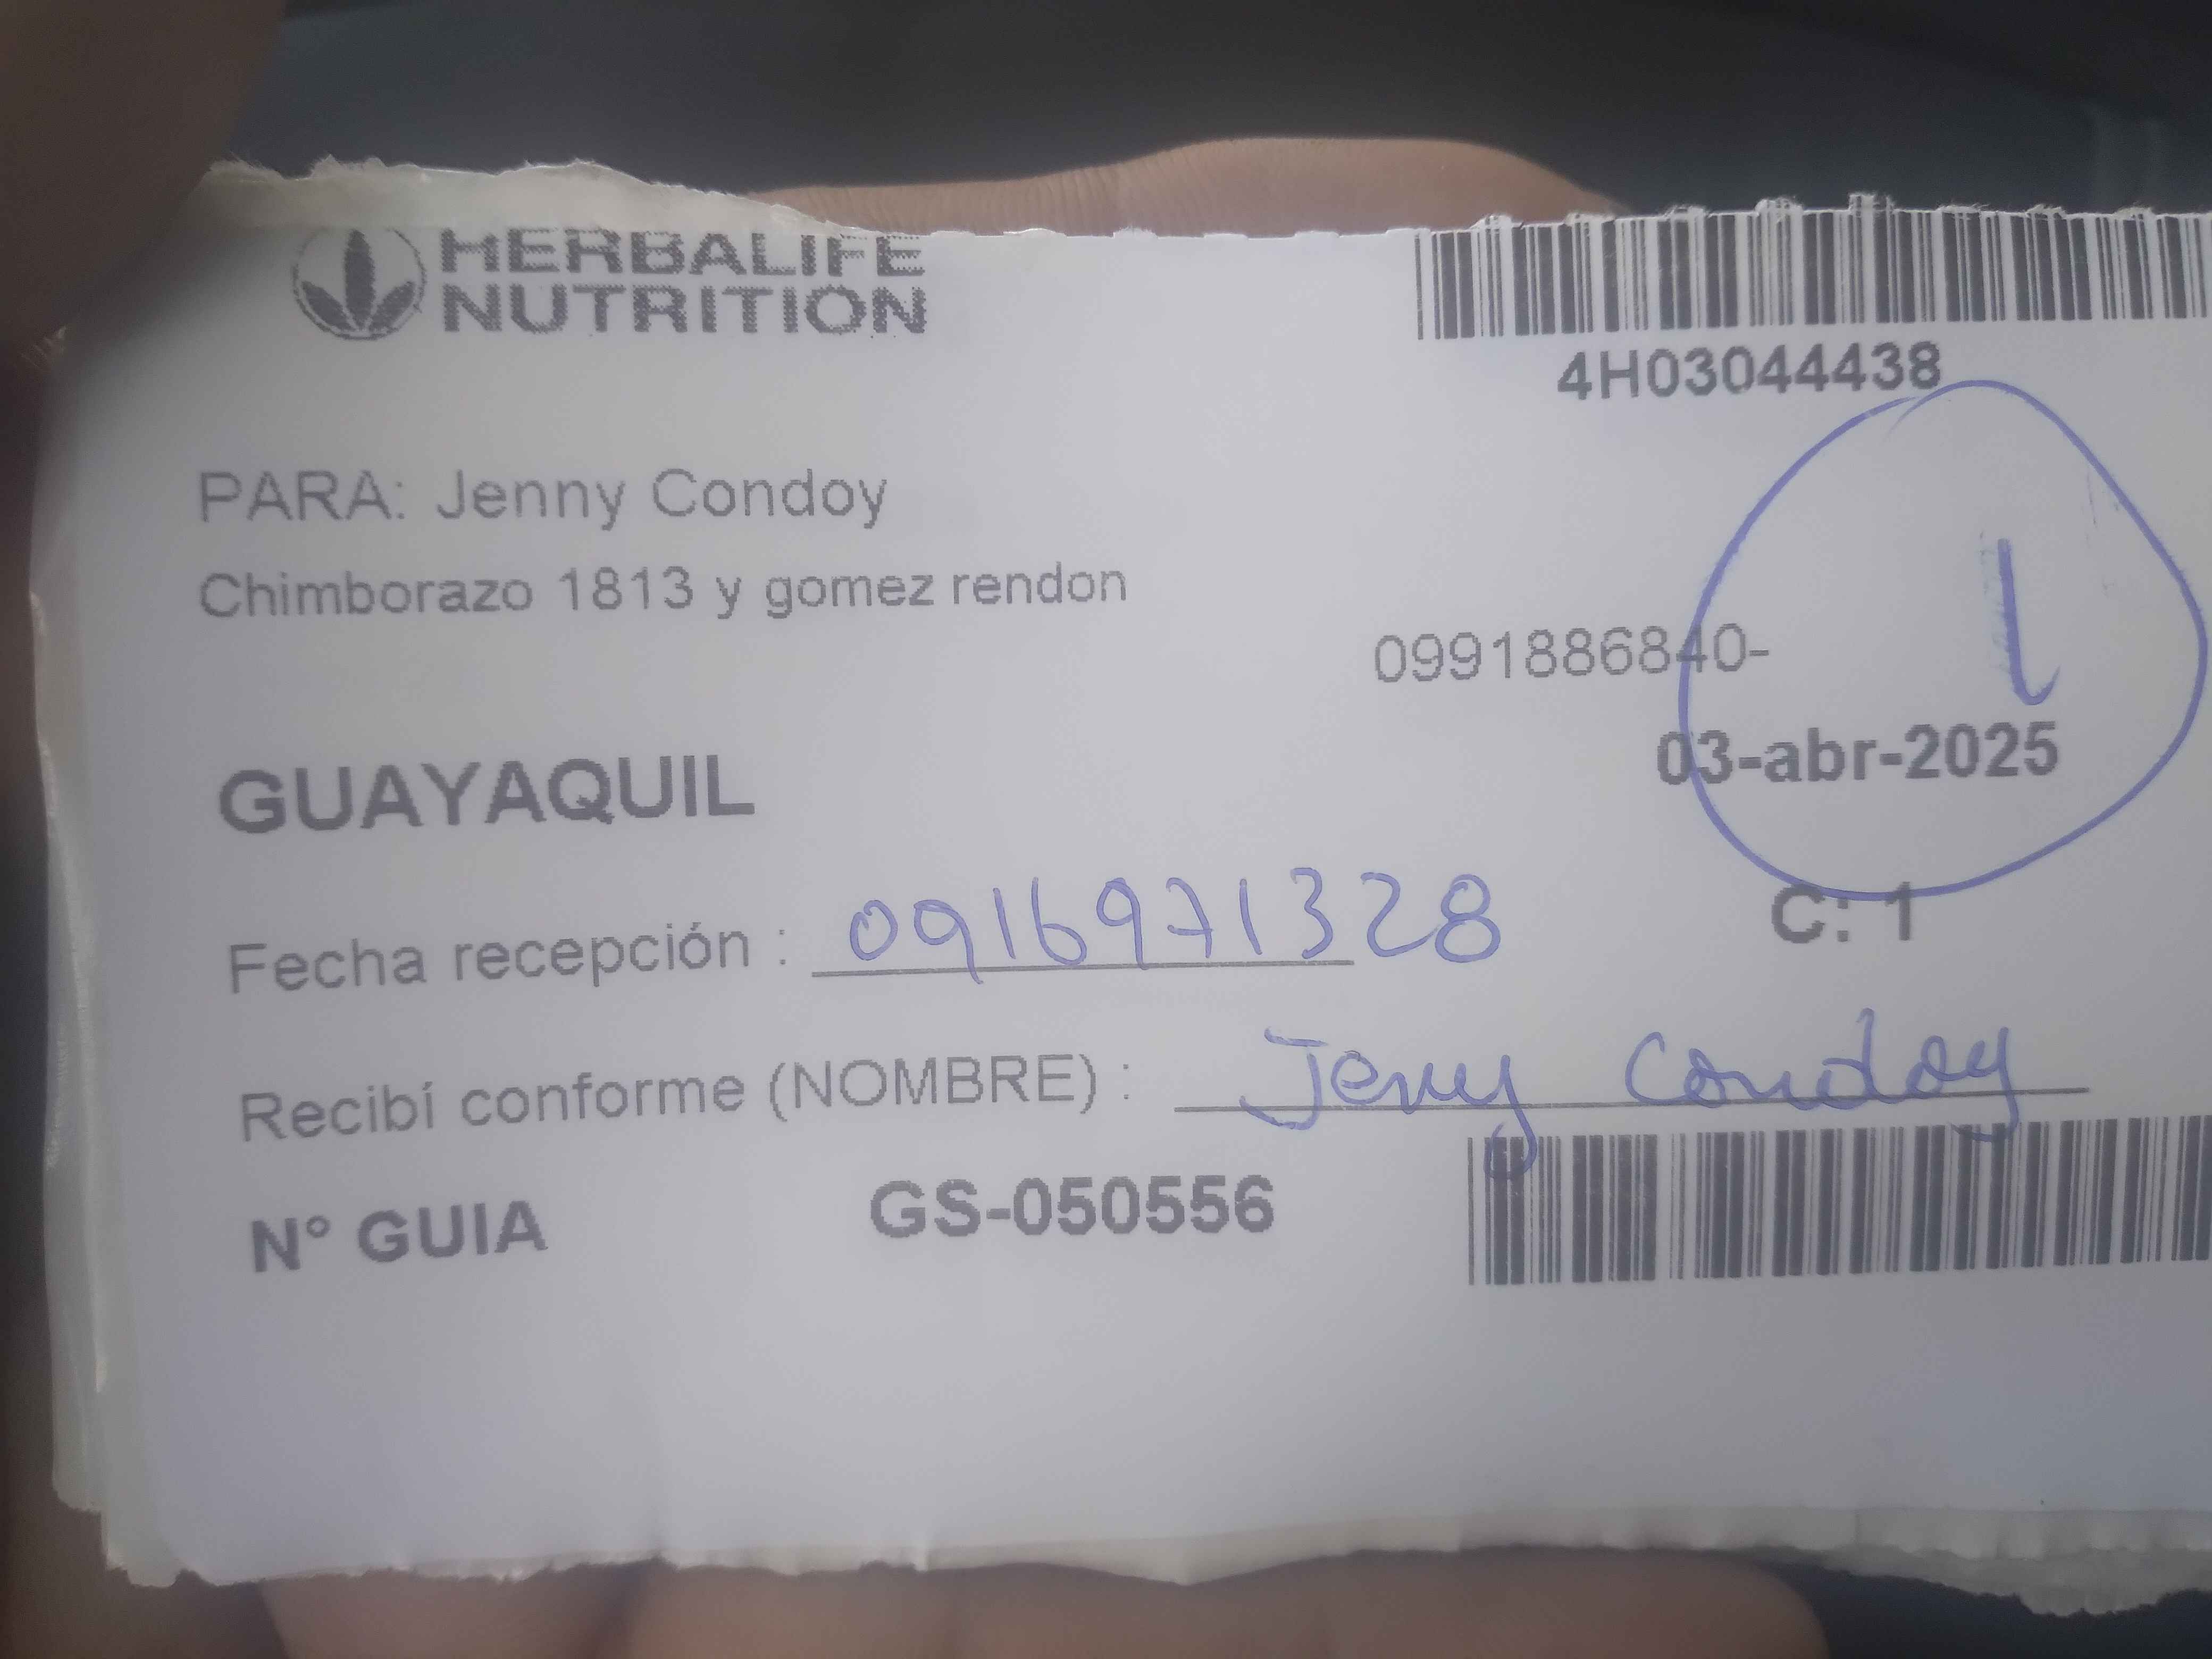 HERBALIFE
NUTRITION
4H03044438
PARA: Jenny Condoy
Chimborazo 1813 y gomez rendon
0991886840-
1
03-abr-2025
GUAYAQUIL
C: 1
Fecha recepción : 0916971328
Recibí conforme (NOMBRE) : Jenny Condoy
N° GUIA GS-050556